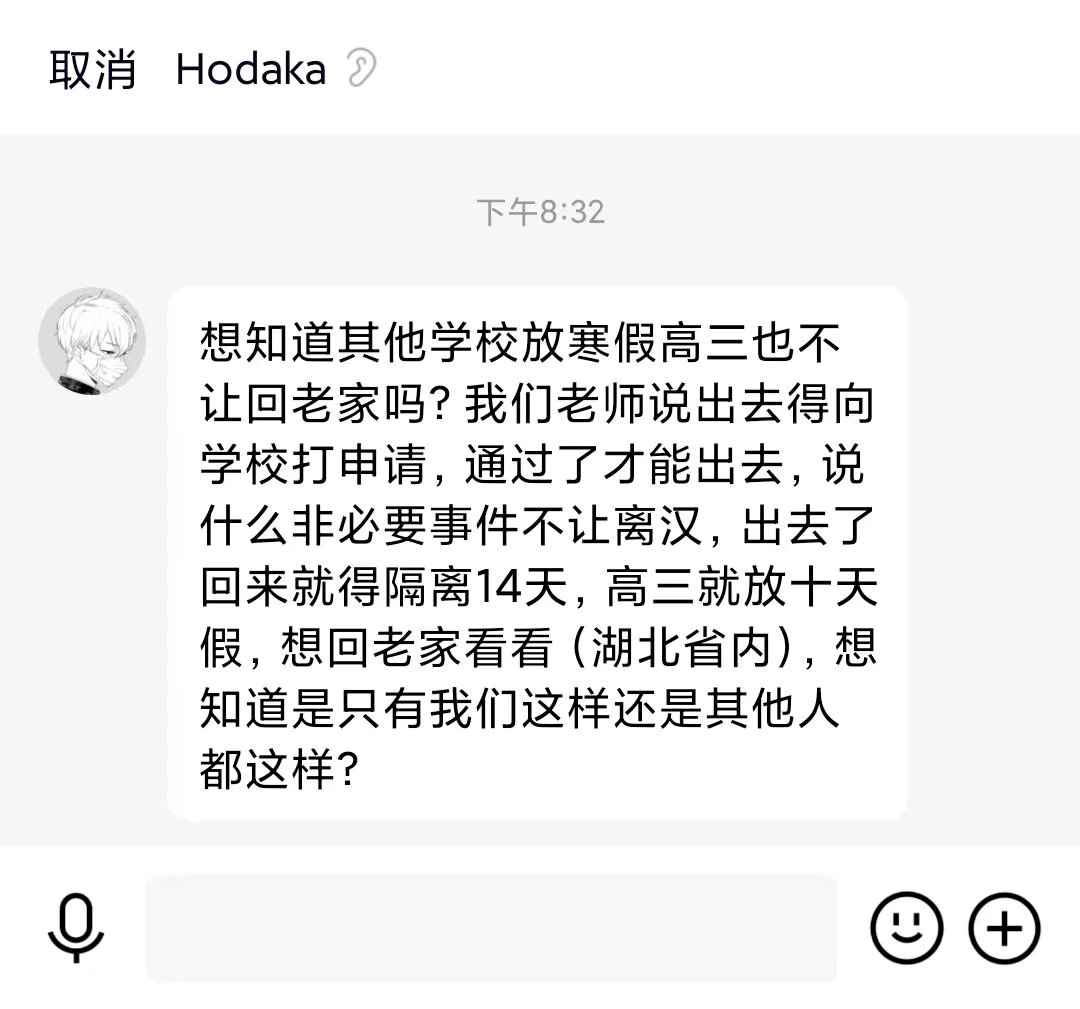 取消 Hodaka
下午8:32
想知道其他学校放寒假高三也不
让回老家吗？我们老师说出去得向
学校打申请，通过了才能出去，说
什么非必要事件不让离汉，出去了
回来就得隔离14天，高三就放十天
假，想回老家看看（湖北省内），想
知道是只有我们这样还是其他人
都这样？